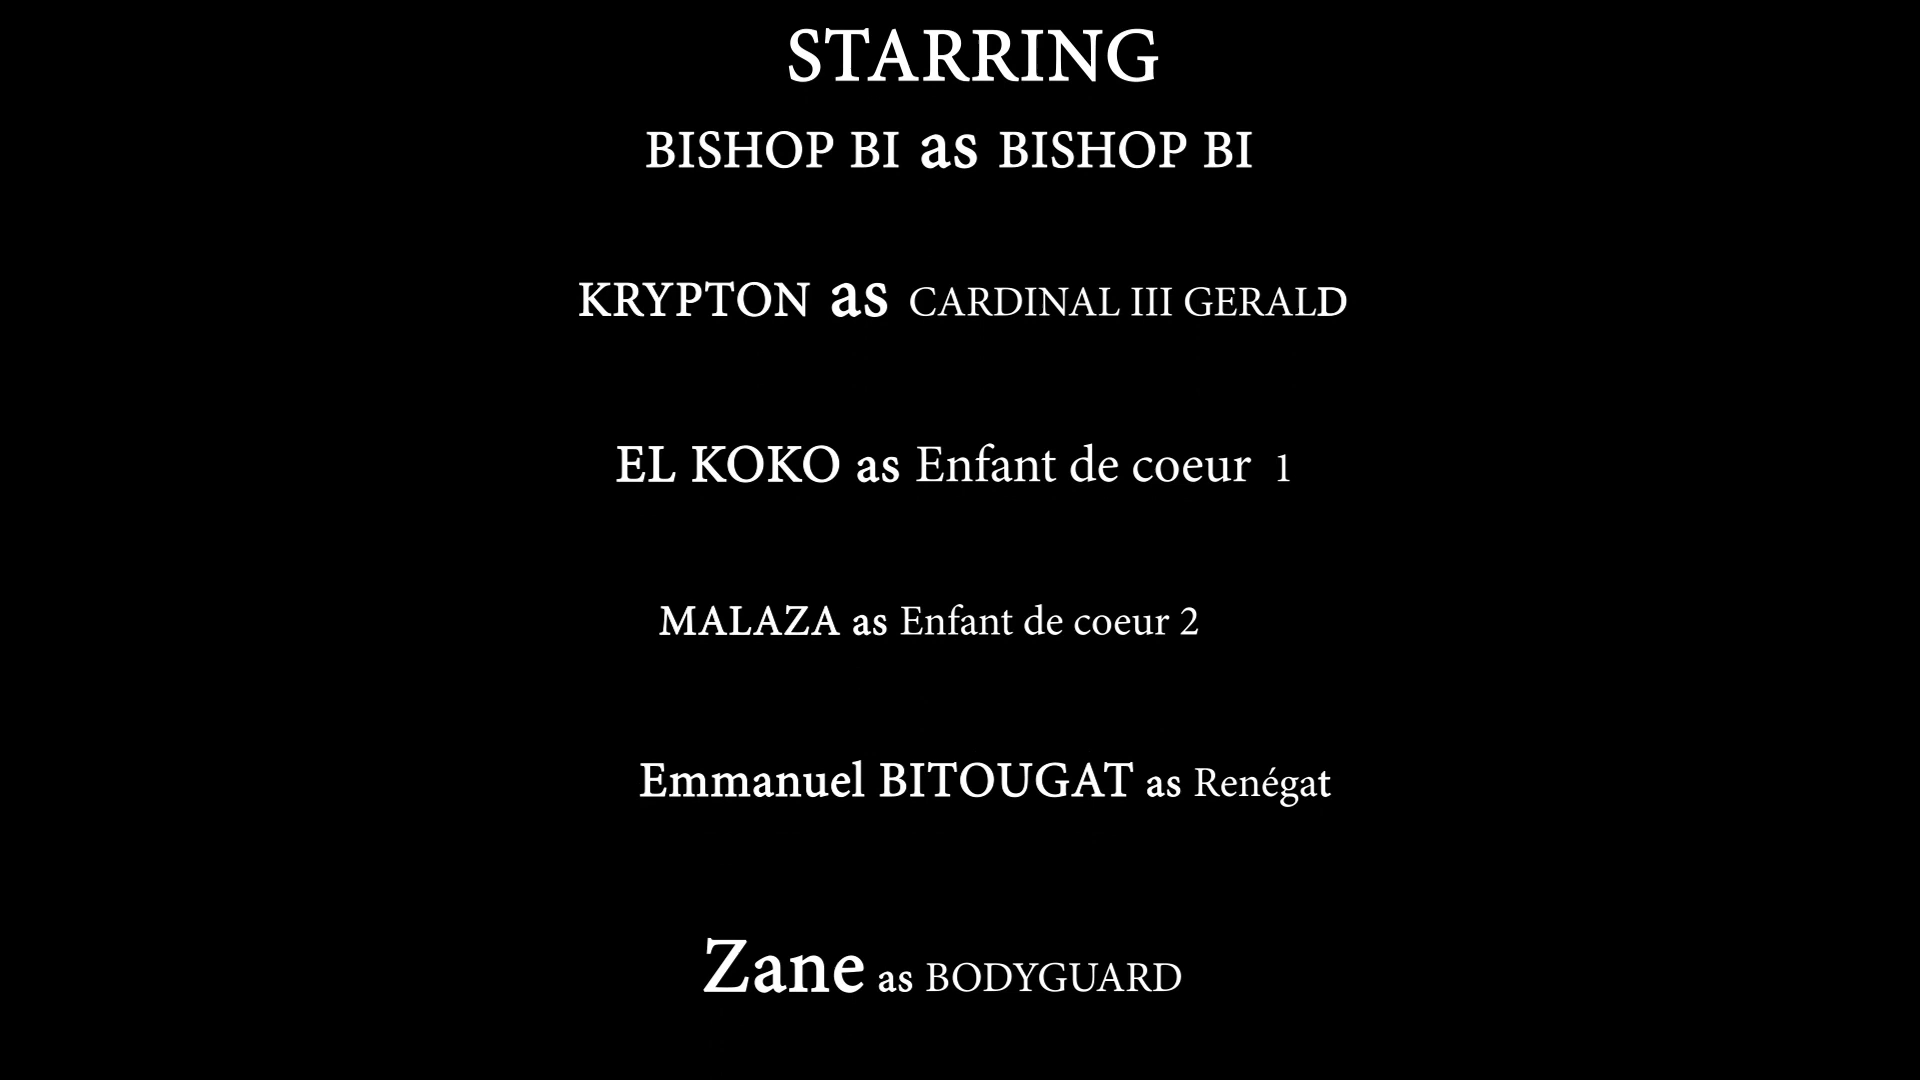 STARRING
BISHOP BI as BISHOP BI
KRYPTON as CARDINAL III GERALD
EL KOKO as Enfant de coeur 1
MALAZA as Enfant de coeur 2
Emmanuel BITOUGAT as Renégat
Zane as BODYGUARD